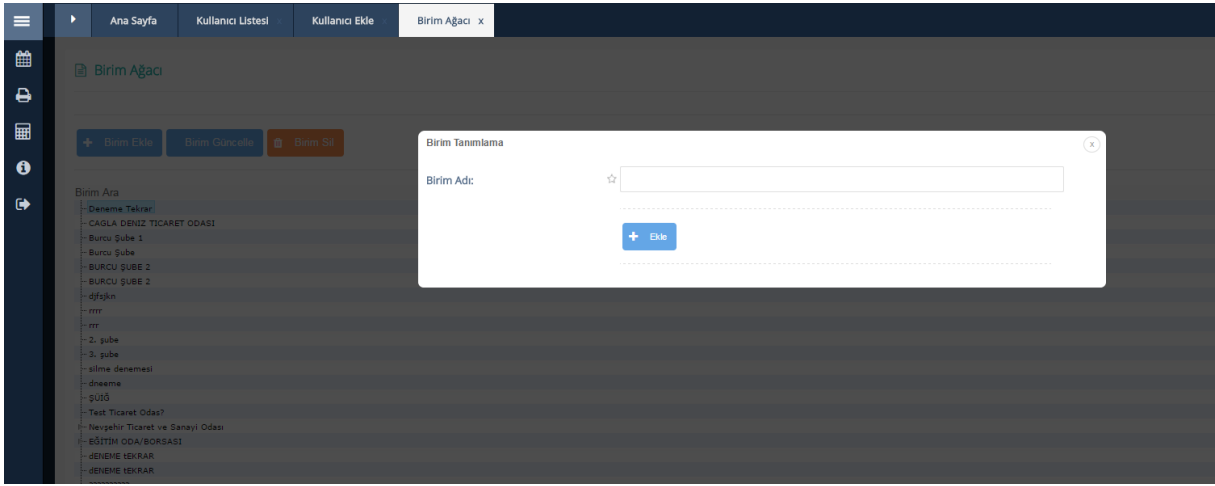 Ana Sayfa Kullanıcı Listesi x Kullanıcı Ekle x Birim Ağacı x
Birim Ağacı
Birim Ekle Birim Güncelle Birim Sil
Birim Tanımlama x
Birim Adı:
Ekle
Birim Ara
Deneme Tekrar
CAGLA DENIZ TICARET ODASI
Burcu Şube 1
Burcu Şube
BURCU ŞUBE 2
BURCU ŞUBE 2
djfsjkn
rrrr
rrr
2. şube
3. şube
silme denemesi
dneeme
ŞÜIĞ
Test Ticaret Odas?
Nevşehir Ticaret ve Sanayi Odası
EĞİTİM ODA/BORSASI
dENEME tEKRAR
dENEME tEKRAR